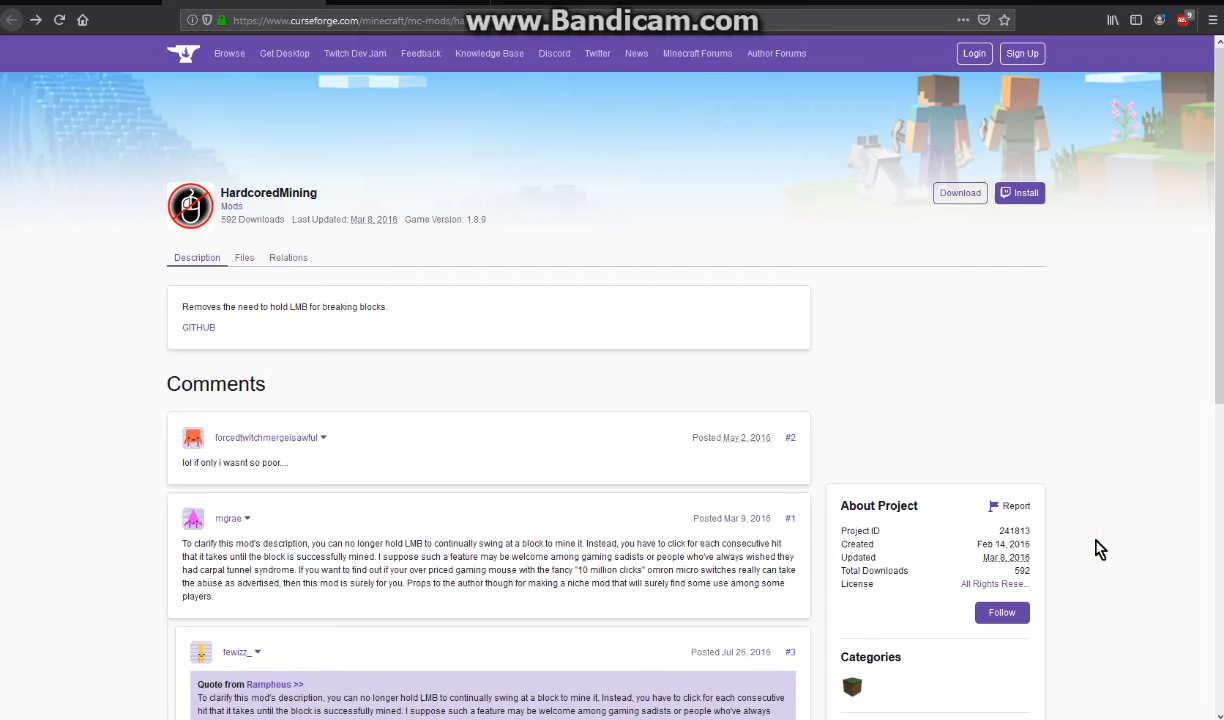 www.Bandicam.com
https://www.curseforge.com/minecraft/mc-mods/ha
9
Browse Get Desktop Twitch Dev Jam Feedback Knowledge Base Discord Twitter News Minecraft Forums Author Forums Login Sign Up
HardcoredMining
Mods
592 Downloads Last Updated: Mar 8, 2016 Game Version: 1.8.9
Download Install
Description Files Relations
Removes the need to hold LMB for breaking blocks.
GITHUB
Comments
forcedtwitchmergeisawful Posted May 2, 2016 #2
lol if only i wasnt so poor....
mgrae Posted Mar 9, 2016 #1
To clarify this mod's description, you can no longer hold LMB to continually swing at a block to mine it. Instead, you have to click for each consecutive hit
that it takes until the block is successfully mined. I suppose such a feature may be welcome among gaming sadists or people who've always wished they
had carpal tunnel syndrome. If you want to find out if your over priced gaming mouse with the fancy "10 million clicks" omron micro switches really can take
the abuse as advertised, then this mod is surely for you. Props to the author though for making a niche mod that will surely find some use among some
players.
fewizz_ Posted Jul 26, 2016 #3
Quote from Rampheus >>
To clarify this mod's description, you can no longer hold LMB to continually swing at a block to mine it. Instead, you have to click for each consecutive
hit that it takes until the block is successfully mined. I suppose such a feature may be welcome among gaming sadists or people who've always
About Project Report
Project ID 241813
Created Feb 14, 2016
Updated Mar 8, 2016
Total Downloads 592
License All Rights Rese...
Follow
Categories